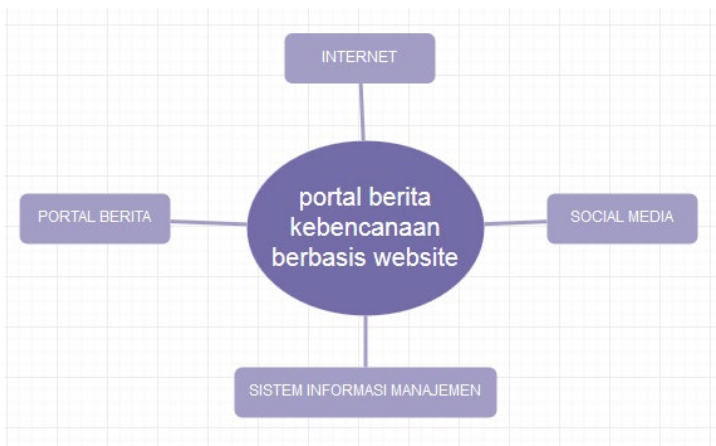 INTERNET
PORTAL BERITA
portal berita
kebencanaan
berbasis website
SOCIAL MEDIA
SISTEM INFORMASI MANAJEMEN